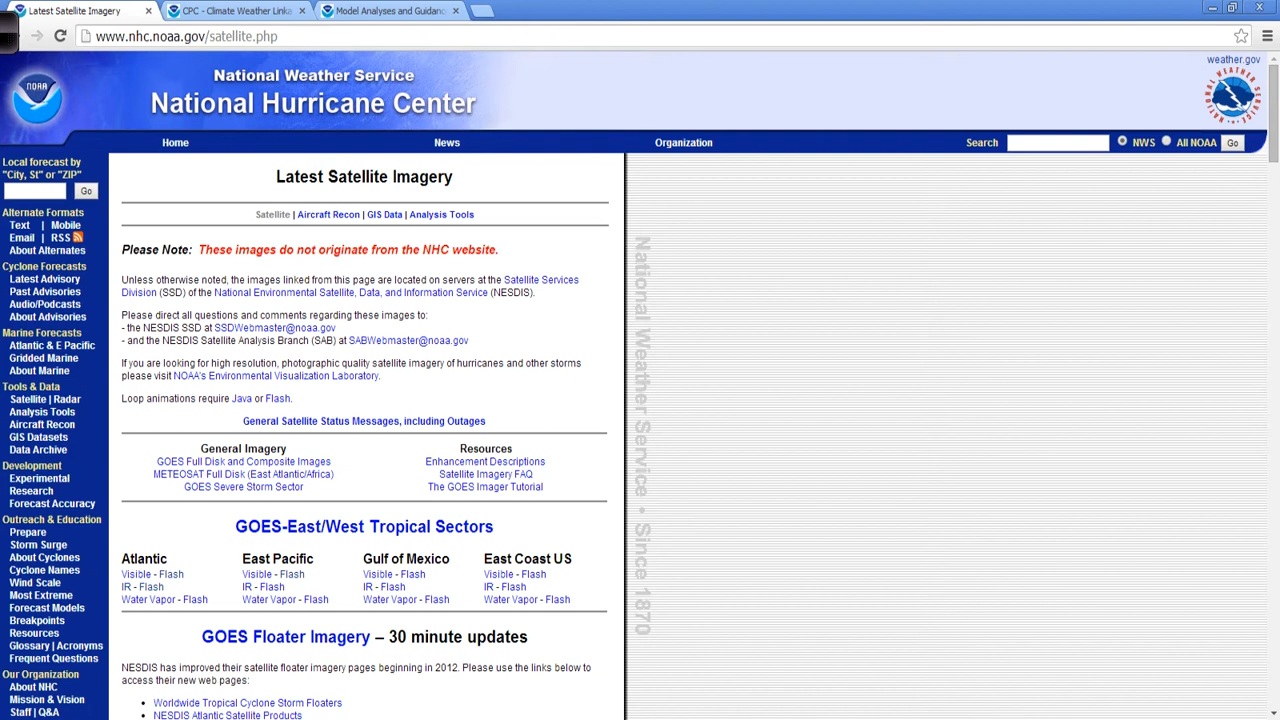 Latest Satellite Imagery
CPC - Climate Weather Linka
Model Analyses and Guidanc
www.nhc.noaa.gov/satellite.php
National Weather Service
National Hurricane Center
weather.gov
NOAA
Home News Organization Search NWS All NOAA Go
Local forecast by
"City, St" or "ZIP"
Go
Alternate Formats
Text | Mobile
Email | RSS
About Alternates
Cyclone Forecasts
Latest Advisory
Past Advisories
Audio/Podcasts
About Advisories
Marine Forecasts
Atlantic & E Pacific
Gridded Marine
About Marine
Tools & Data
Satellite | Radar
Analysis Tools
Aircraft Recon
GIS Datasets
Data Archive
Development
Experimental
Research
Forecast Accuracy
Outreach & Education
Prepare
Storm Surge
About Cyclones
Cyclone Names
Wind Scale
Most Extreme
Forecast Models
Breakpoints
Resources
Glossary | Acronyms
Frequent Questions
Our Organization
About NHC
Mission & Vision
Staff | Q&A
Latest Satellite Imagery
Satellite | Aircraft Recon | GIS Data | Analysis Tools
Please Note: These images do not originate from the NHC website.
Unless otherwise noted, the images linked from this page are located on servers at the Satellite Services
Division (SSD) of the National Environmental Satellite, Data, and Information Service (NESDIS).
Please direct all questions and comments regarding these images to:
- the NESDIS SSD at SSDWebmaster@noaa.gov
- and the NESDIS Satellite Analysis Branch (SAB) at SABWebmaster@noaa.gov
If you are looking for high resolution, photographic quality satellite imagery of hurricanes and other storms
please visit NOAA's Environmental Visualization Laboratory.
Loop animations require Java or Flash.
General Satellite Status Messages, including Outages
General Imagery
GOES Full Disk and Composite Images
METEOSAT Full Disk (East Atlantic/Africa)
GOES Severe Storm Sector
Resources
Enhancement Descriptions
Satellite Imagery FAQ
The GOES Imager Tutorial
GOES-East/West Tropical Sectors
Atlantic
Visible - Flash
IR - Flash
Water Vapor - Flash
East Pacific
Visible - Flash
IR - Flash
Water Vapor - Flash
Gulf of Mexico
Visible - Flash
IR - Flash
Water Vapor - Flash
East Coast US
Visible - Flash
IR - Flash
Water Vapor - Flash
GOES Floater Imagery – 30 minute updates
NESDIS has improved their satellite floater imagery pages beginning in 2012. Please use the links below to
access their new web pages:
• Worldwide Tropical Cyclone Storm Floaters
• NESDIS Atlantic Satellite Products
National Weather Service • Since 1870